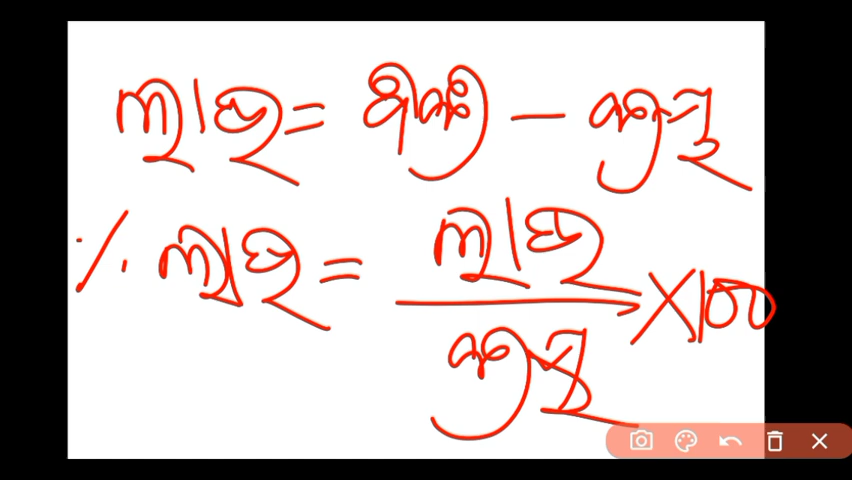 ଲାଭ = ବିକ୍ରି - କ୍ରୟ
% ଲାଭ = ଲାଭ / କ୍ରୟ × 100